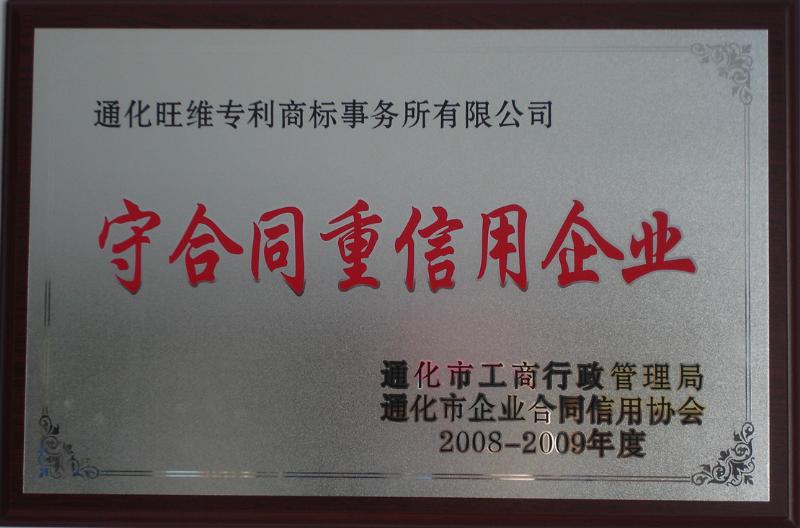 通化旺维专利商标事务所有限公司
守合同重信用企业
通化市工商行政管理局
通化市企业合同信用协会
2008-2009年度